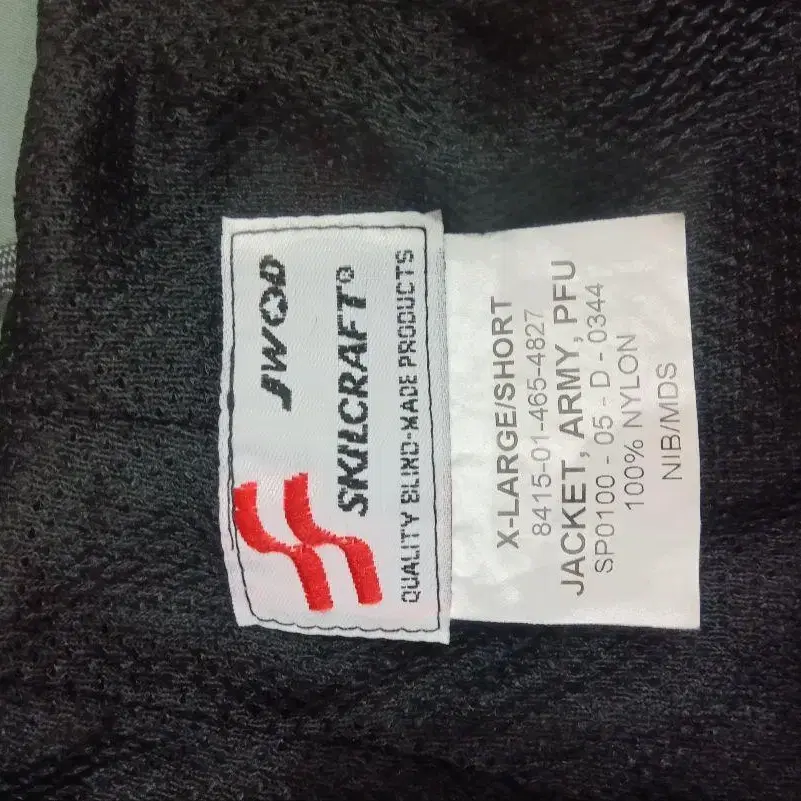 JWOD
SKILCRAFT®
QUALITY BLIND-MADE PRODUCTS
X-LARGE/SHORT
8415-01-465-4827
JACKET, ARMY, PFU
SP0100 - 05 - D - 0344
100% NYLON
NIB/MDS